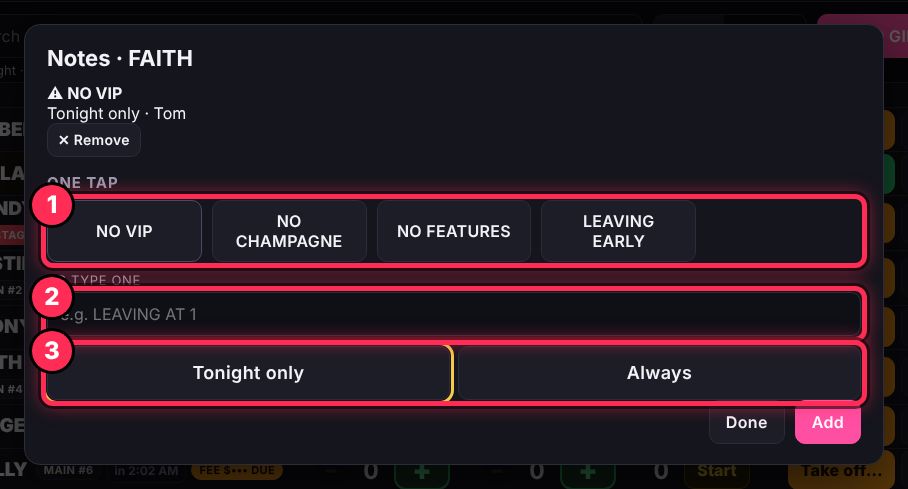 Notes · FAITH
⚠ NO VIP
Tonight only · Tom
✕ Remove
ONE TAP
1
NO VIP
NO CHAMPAGNE
NO FEATURES
LEAVING EARLY
TYPE ONE
2
e.g. LEAVING AT 1
3
Tonight only
Always
Done
Add
MAIN #6
in 2:02 AM
FEE $••• DUE
0
+
0
+
0
Start
Take off...